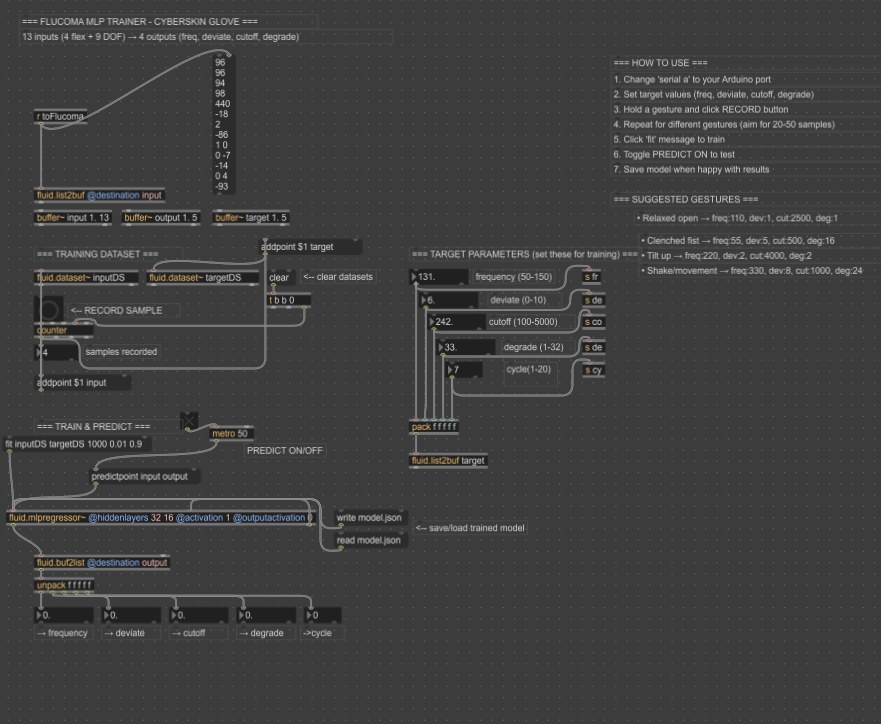 === FLUCOMA MLP TRAINER - CYBERSKIN GLOVE ===
13 inputs (4 flex + 9 DOF) → 4 outputs (freq, deviate, cutoff, degrade)
96
96
94
98
440
-18
2
-86
1 0
0 -7
-14
0 4
-93
r toFlucoma
fluid.list2buf @destination input
buffer~ input 1. 13
buffer~ output 1. 5
buffer~ target 1. 5
=== HOW TO USE ===
1. Change 'serial a' to your Arduino port
2. Set target values (freq, deviate, cutoff, degrade)
3. Hold a gesture and click RECORD button
4. Repeat for different gestures (aim for 20-50 samples)
5. Click 'fit' message to train
6. Toggle PREDICT ON to test
7. Save model when happy with results
=== SUGGESTED GESTURES ===
• Relaxed open → freq:110, dev:1, cut:2500, deg:1
• Clenched fist → freq:55, dev:5, cut:500, deg:16
• Tilt up → freq:220, dev:2, cut:4000, deg:2
• Shake/movement → freq:330, dev:8, cut:1000, deg:24
=== TRAINING DATASET ===
addpoint $1 target
fluid.dataset~ inputDS
fluid.dataset~ targetDS
clear
<-- clear datasets
t b b 0
<-- RECORD SAMPLE
counter
4
samples recorded
addpoint $1 input
=== TARGET PARAMETERS (set these for training) ===
131.
frequency (50-150)
s fr
6.
deviate (0-10)
s de
242.
cutoff (100-5000)
s co
33.
degrade (1-32)
s de
7
cycle(1-20)
s cy
pack f f f f f
fluid.list2buf target
=== TRAIN & PREDICT ===
fit inputDS targetDS 1000 0.01 0.9
metro 50
PREDICT ON/OFF
predictpoint input output
fluid.mlpregressor~ @hiddenlayers 32 16 @activation 1 @outputactivation 0
write model.json
read model.json
<-- save/load trained model
fluid.buf2list @destination output
unpack f f f f f
0.
0.
0.
0.
0
→ frequency
→ deviate
→ cutoff
→ degrade
->cycle